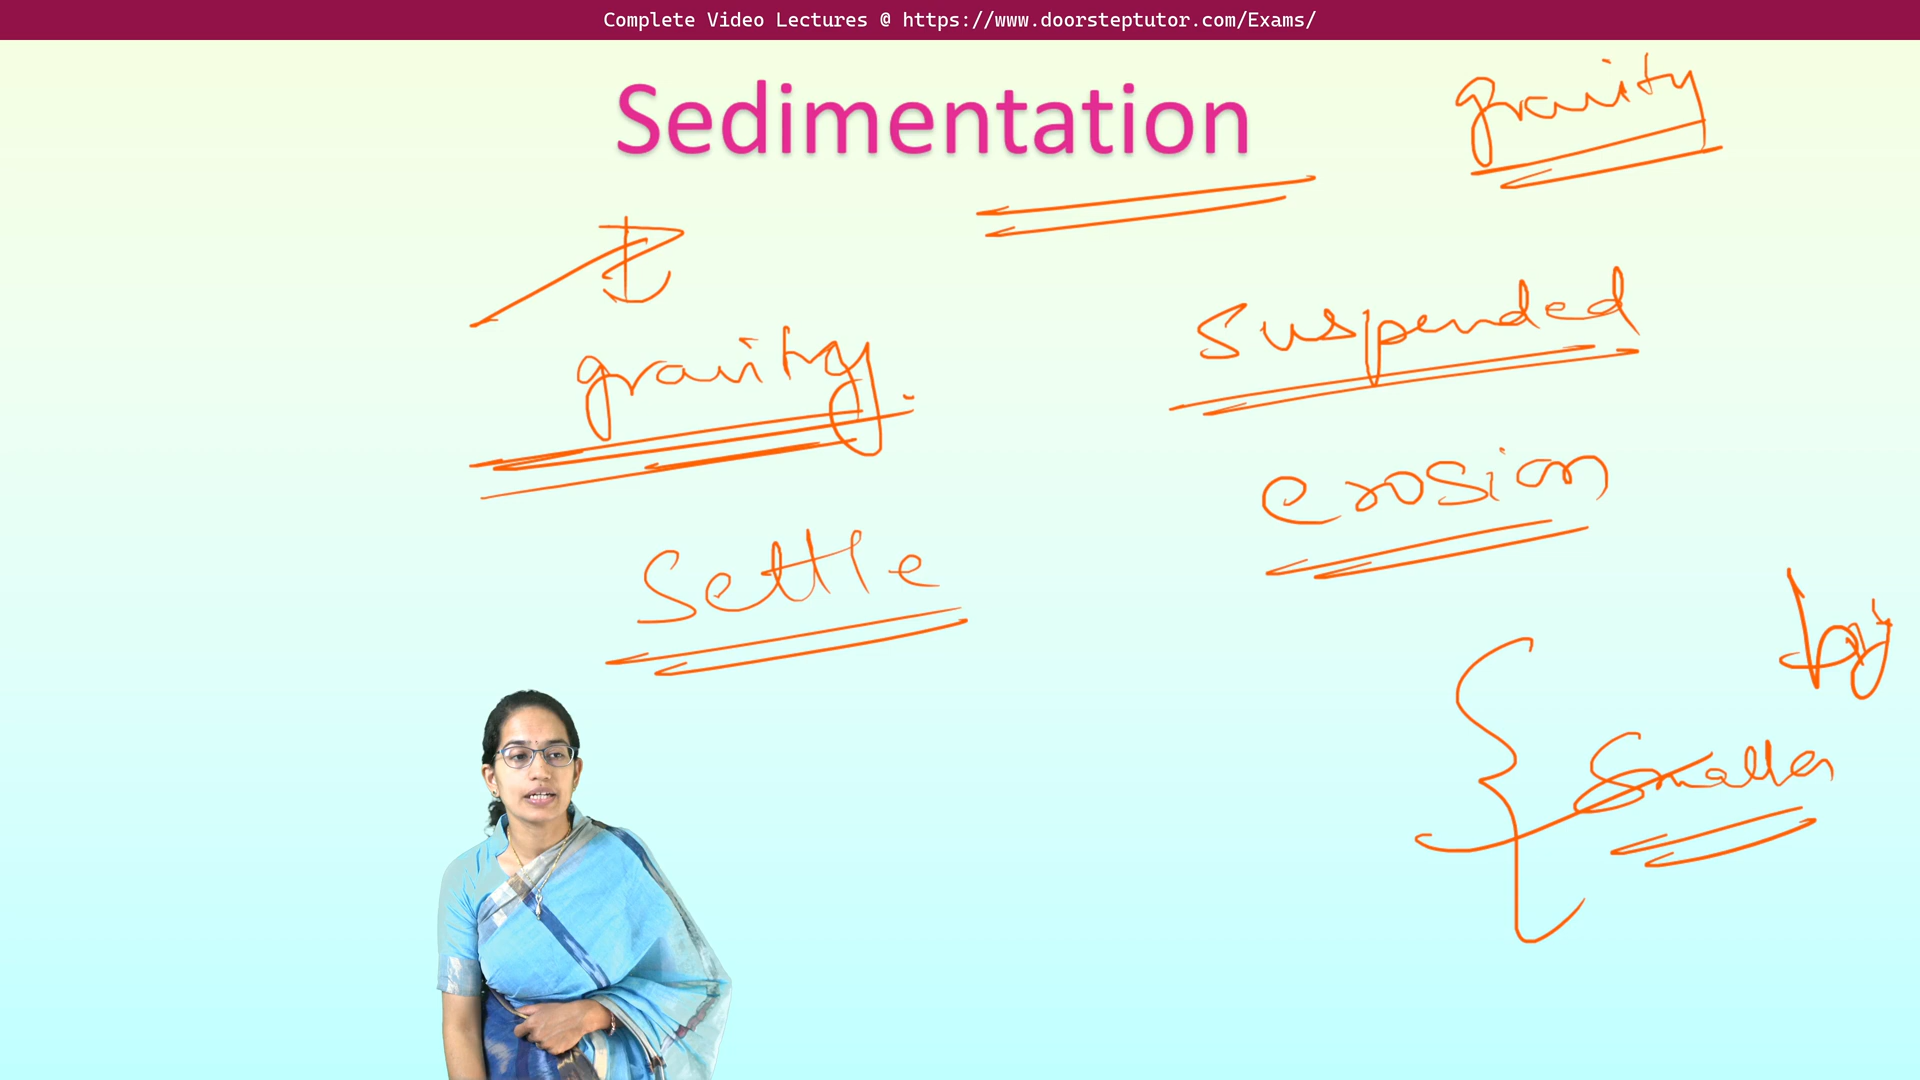 Complete Video Lectures @ https://www.doorsteptutor.com/Exams/
Sedimentation
gravity
gravity
suspended
erosion
settle
smaller